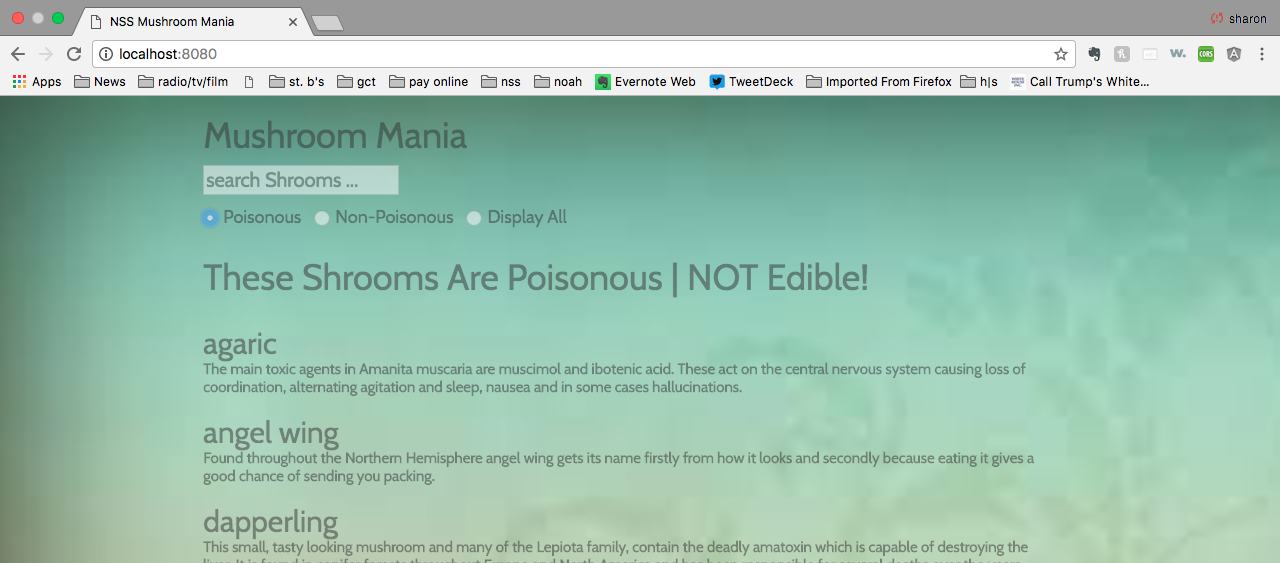 NSS Mushroom Mania
sharon
localhost:8080
Apps News radio/tv/film st. b's gct pay online nss noah Evernote Web TweetDeck Imported From Firefox h|s Call Trump's White...
w. CORS
Mushroom Mania
search Shrooms ...
Poisonous Non-Poisonous Display All
These Shrooms Are Poisonous | NOT Edible!
agaric
The main toxic agents in Amanita muscaria are muscimol and ibotenic acid. These act on the central nervous system causing loss of
coordination, alternating agitation and sleep, nausea and in some cases hallucinations.
angel wing
Found throughout the Northern Hemisphere angel wing gets its name firstly from how it looks and secondly because eating it gives a
good chance of sending you packing.
dapperling
This small, tasty looking mushroom and many of the Lepiota family, contain the deadly amatoxin which is capable of destroying the